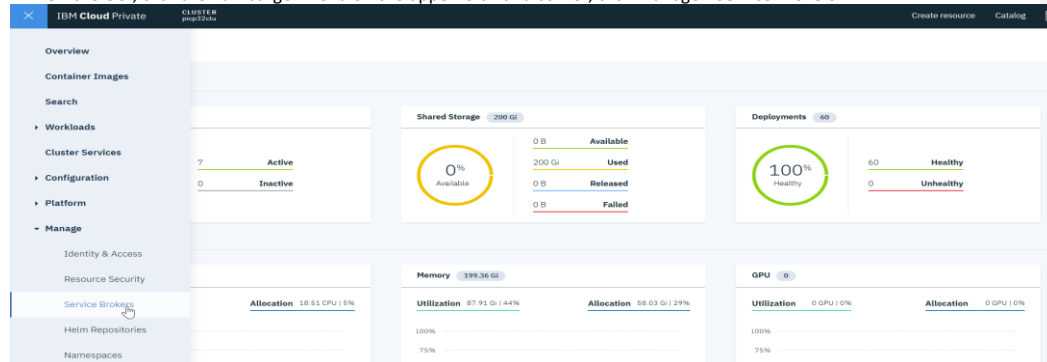 IBM Cloud Private
CLUSTER
picp32clu
Create resource
Catalog
Overview
Container Images
Search
Workloads
Cluster Services
Configuration
Platform
Manage
Identity & Access
Resource Security
Service Brokers
Helm Repositories
Namespaces
7 Active
0 Inactive
Shared Storage 200 Gi
0%
Available
0 B Available
200 Gi Used
0 B Released
0 B Failed
Deployments 60
100%
Healthy
60 Healthy
0 Unhealthy
Allocation 18.51 CPU | 5%
Memory 199.36 Gi
Utilization 87.91 Gi | 44%
Allocation 58.03 Gi | 29%
100%
75%
GPU 0
Utilization 0 GPU | 0%
Allocation 0 GPU | 0%
100%
75%